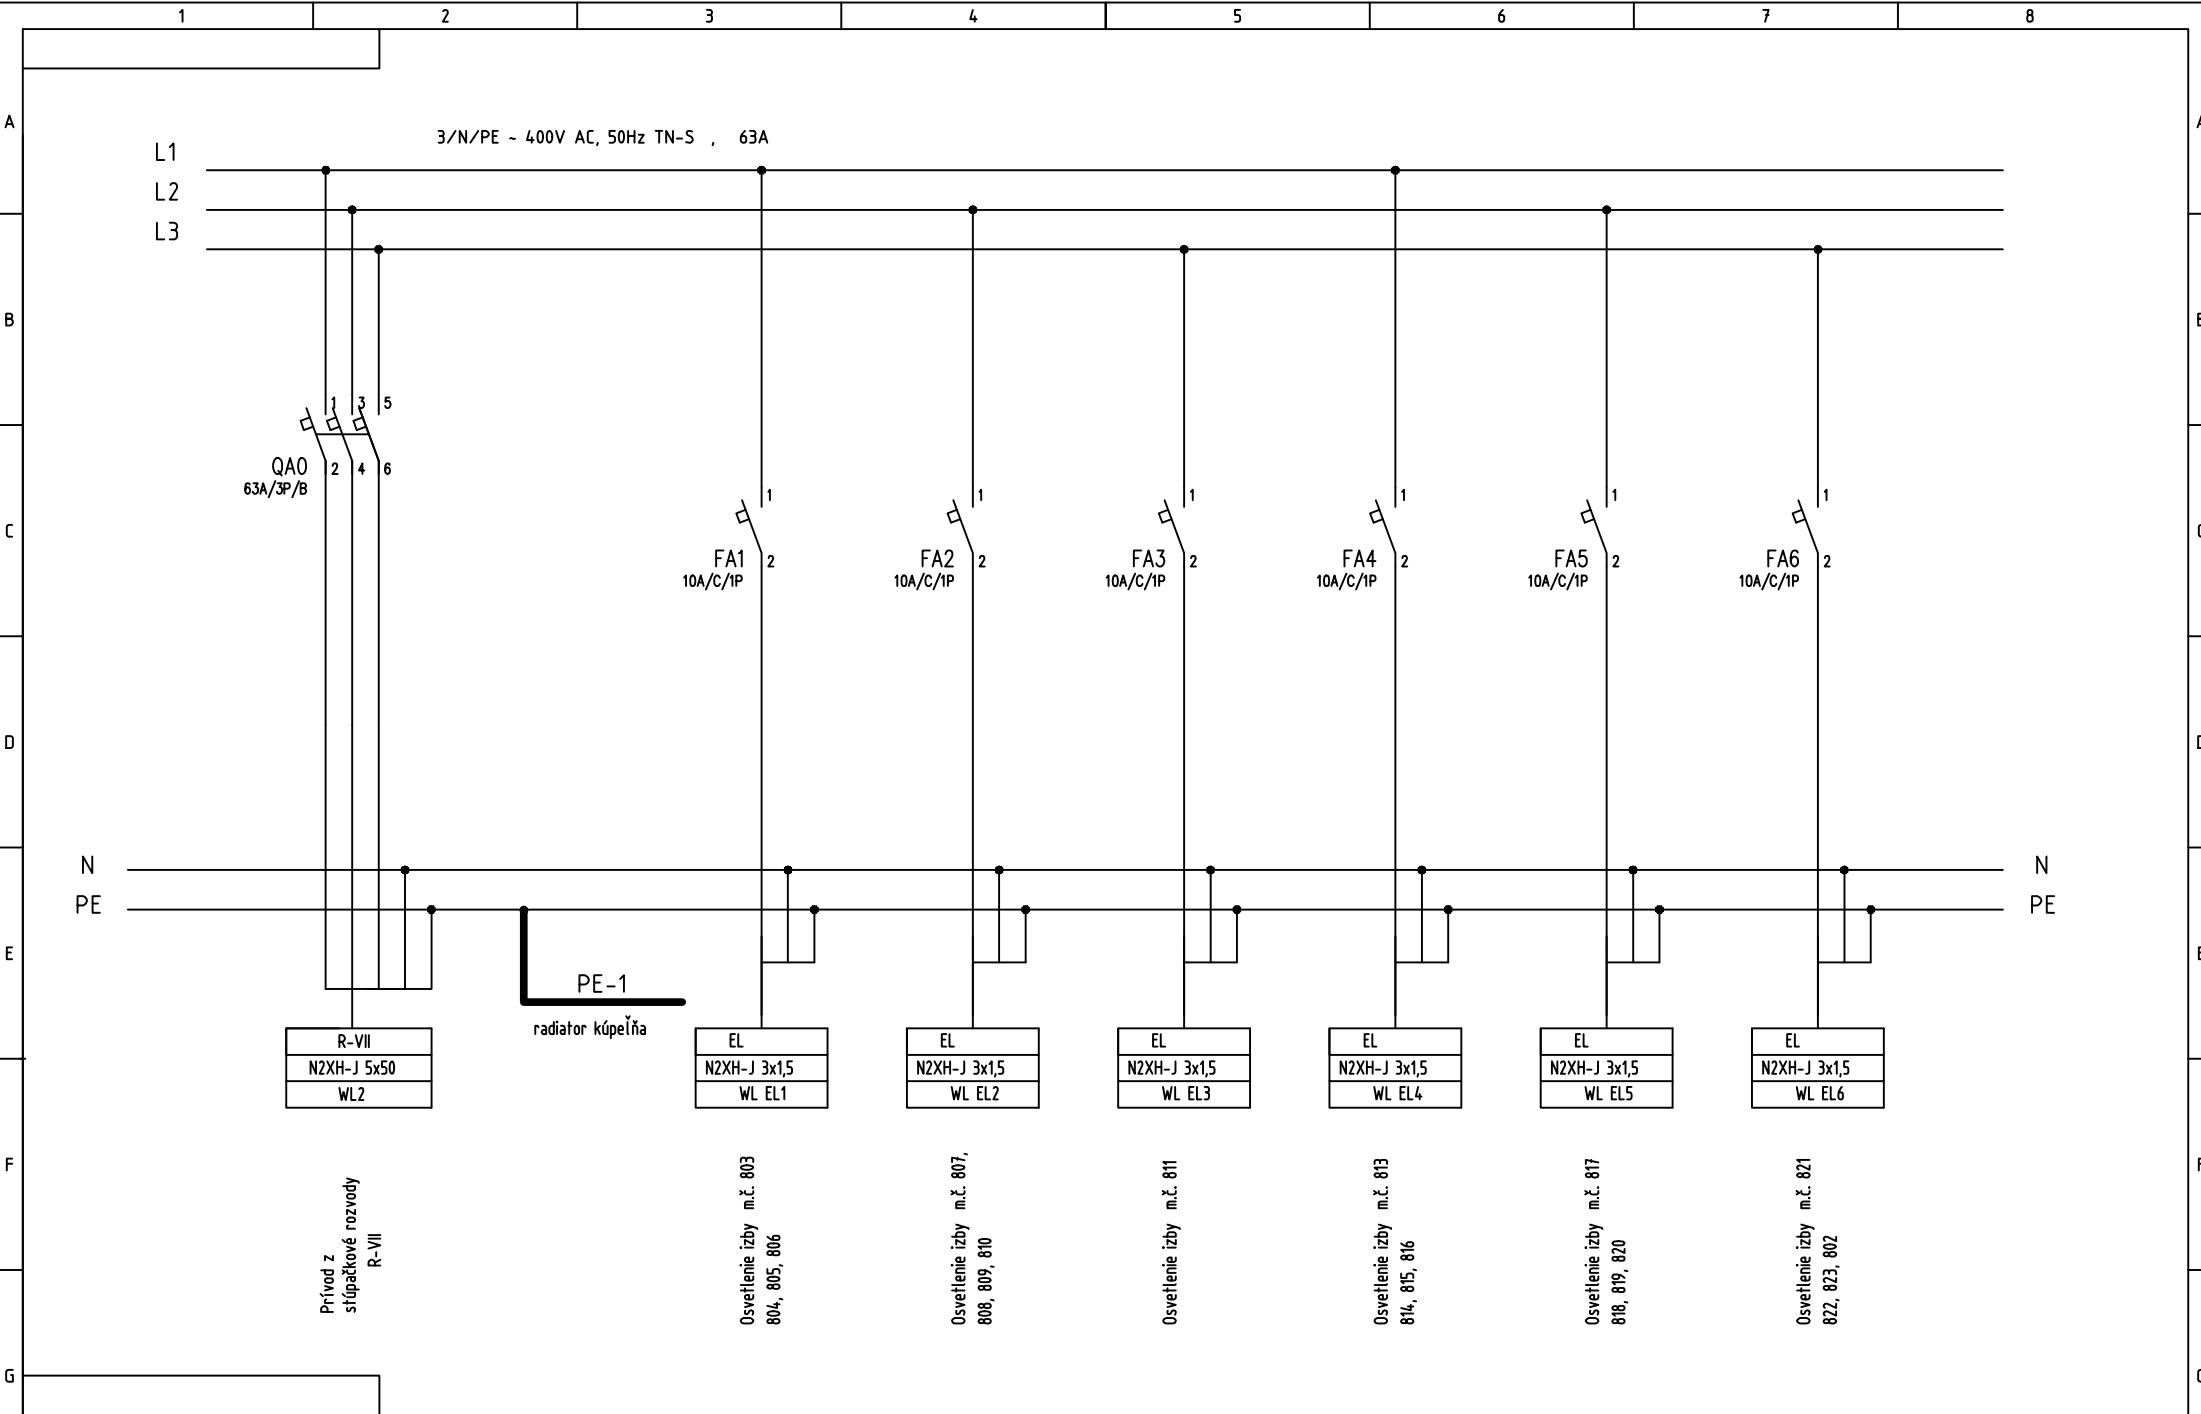 1 2 3 4 5 6 7 8
A
3/N/PE ~ 400V AC, 50Hz TN-S , 63A
L1
L2
L3
B
1 3 5
QA0 2 4 6
63A/3P/B
C
1 1 1 1 1 1
FA1 2 FA2 2 FA3 2 FA4 2 FA5 2 FA6 2
10A/C/1P 10A/C/1P 10A/C/1P 10A/C/1P 10A/C/1P 10A/C/1P
D
N N
PE PE
E
PE-1
radiator kúpeľňa
R-VII EL EL EL EL EL EL
N2XH-J 5x50 N2XH-J 3x1,5 N2XH-J 3x1,5 N2XH-J 3x1,5 N2XH-J 3x1,5 N2XH-J 3x1,5 N2XH-J 3x1,5
WL2 WL EL1 WL EL2 WL EL3 WL EL4 WL EL5 WL EL6
F
Prívod z
stúpačkové rozvody
R-VII
Osvetlenie izby m.č. 803
804, 805, 806
Osvetlenie izby m.č. 807,
808, 809, 810
Osvetlenie izby m.č. 811
Osvetlenie izby m.č. 813
814, 815, 816
Osvetlenie izby m.č. 817
818, 819, 820
Osvetlenie izby m.č. 821
822, 823, 802
G